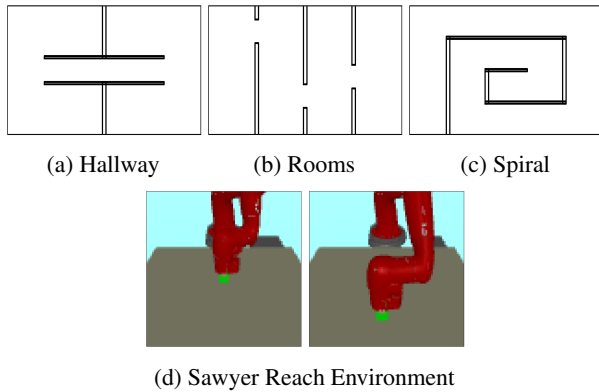 (a) Hallway
(b) Rooms
(c) Spiral
(d) Sawyer Reach Environment